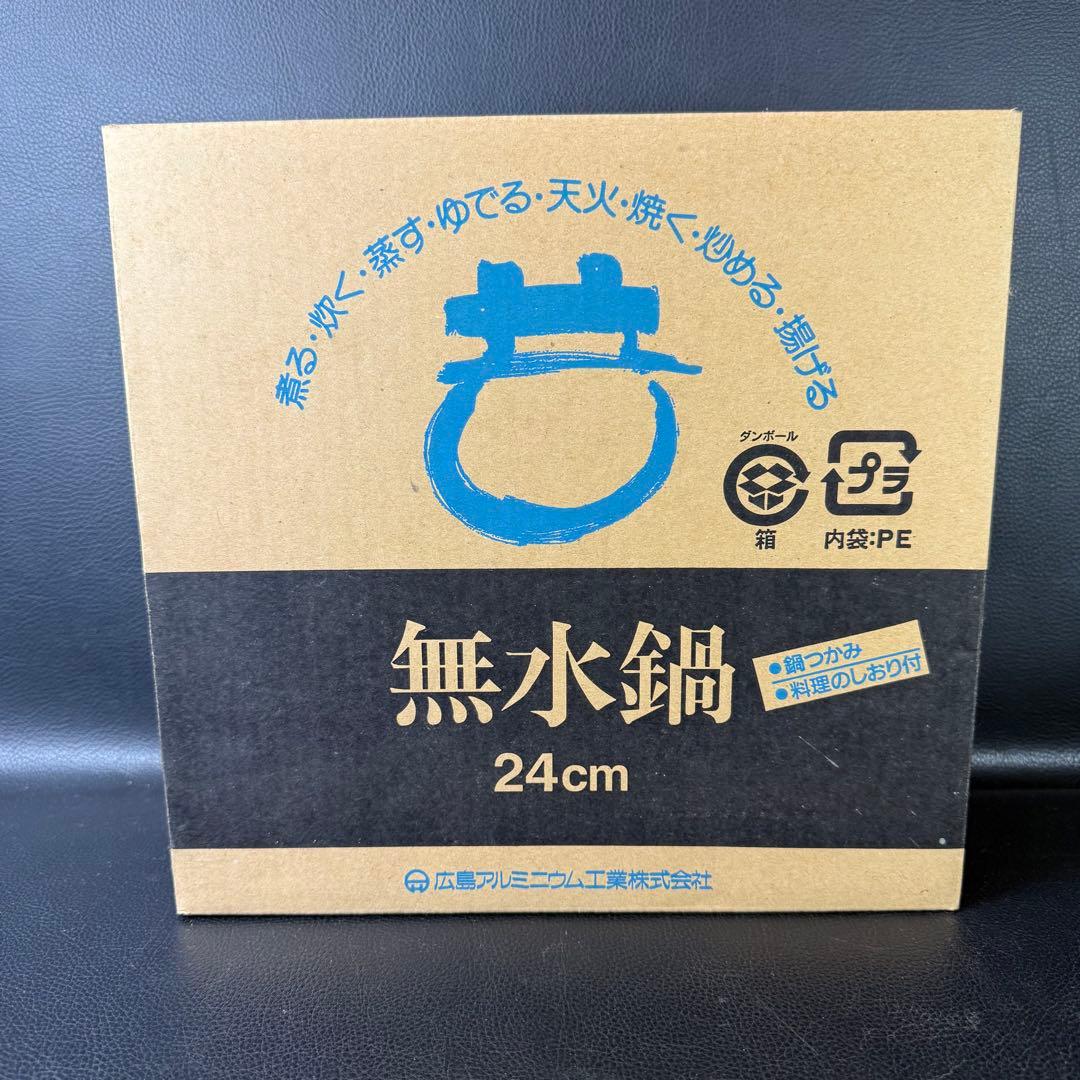 煮る・炊く・蒸す・ゆでる・天火・焼く・炒める・揚げる
ダンボール
箱
プラ
内袋:PE
無水鍋
●鍋つかみ
●料理のしおり付
24cm
広島アルミニウム工業株式会社